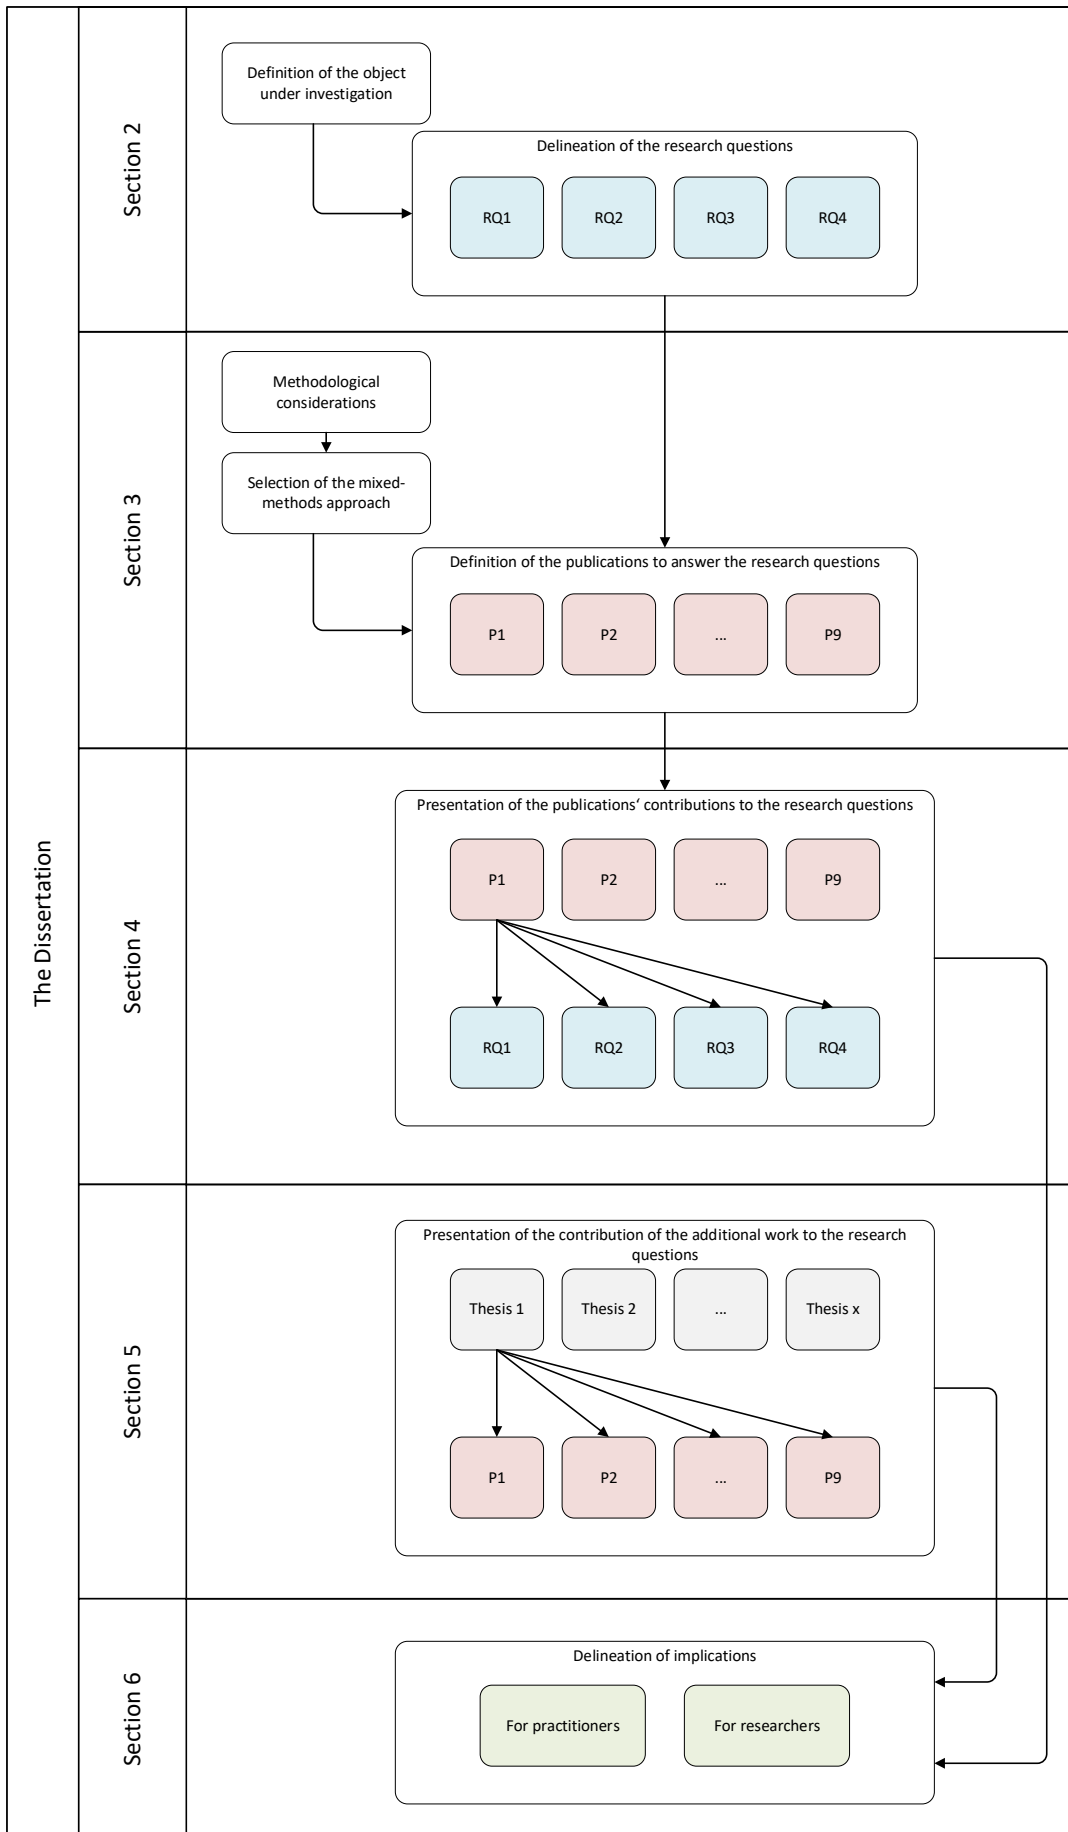 The Dissertation
Section 2
Definition of the object
under investigation
Delineation of the research questions
RQ1
RQ2
RQ3
RQ4
Section 3
Methodological
considerations
Selection of the mixed-
methods approach
Definition of the publications to answer the research questions
P1
P2
...
P9
Section 4
Presentation of the publications‘ contributions to the research questions
P1
P2
...
P9
RQ1
RQ2
RQ3
RQ4
Section 5
Presentation of the contribution of the additional work to the research
questions
Thesis 1
Thesis 2
...
Thesis x
P1
P2
...
P9
Section 6
Delineation of implications
For practitioners
For researchers